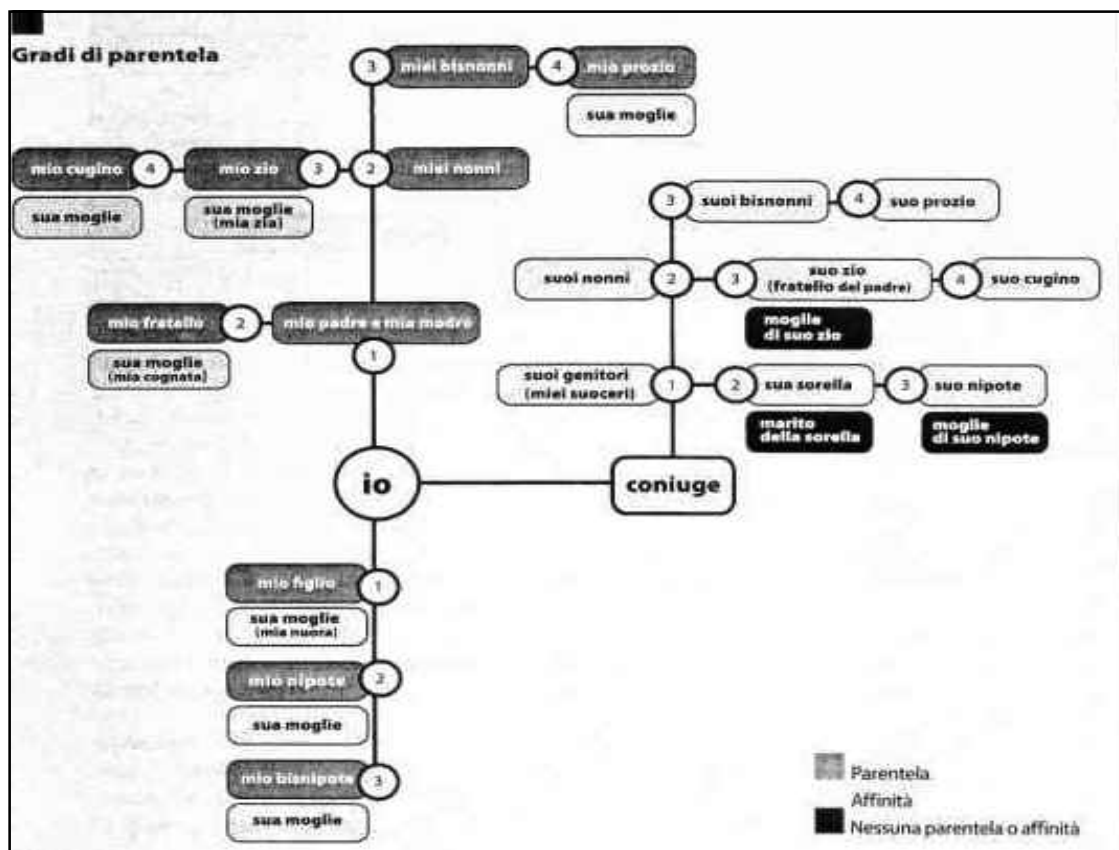 Gradi di parentela
3
miei bisnonni
4
mio prozio
sua moglie
mio cugino
4
mio zio
3
2
miei nonni
sua moglie
sua moglie
(mia zia)
3
suoi bisnonni
4
suo prozio
suoi nonni
2
3
suo zio
(fratello del padre)
4
suo cugino
moglie
di suo zio
mio fratello
2
mio padre e mia madre
1
sua moglie
(mia cognata)
suoi genitori
(miei suoceri)
1
2
sua sorella
3
suo nipote
marito
della sorella
moglie
di suo nipote
io
coniuge
mio figlio
1
sua moglie
(mia nuora)
mio nipote
2
sua moglie
mio bisnipote
3
sua moglie
Parentela
Affinità
Nessuna parentela o affinità